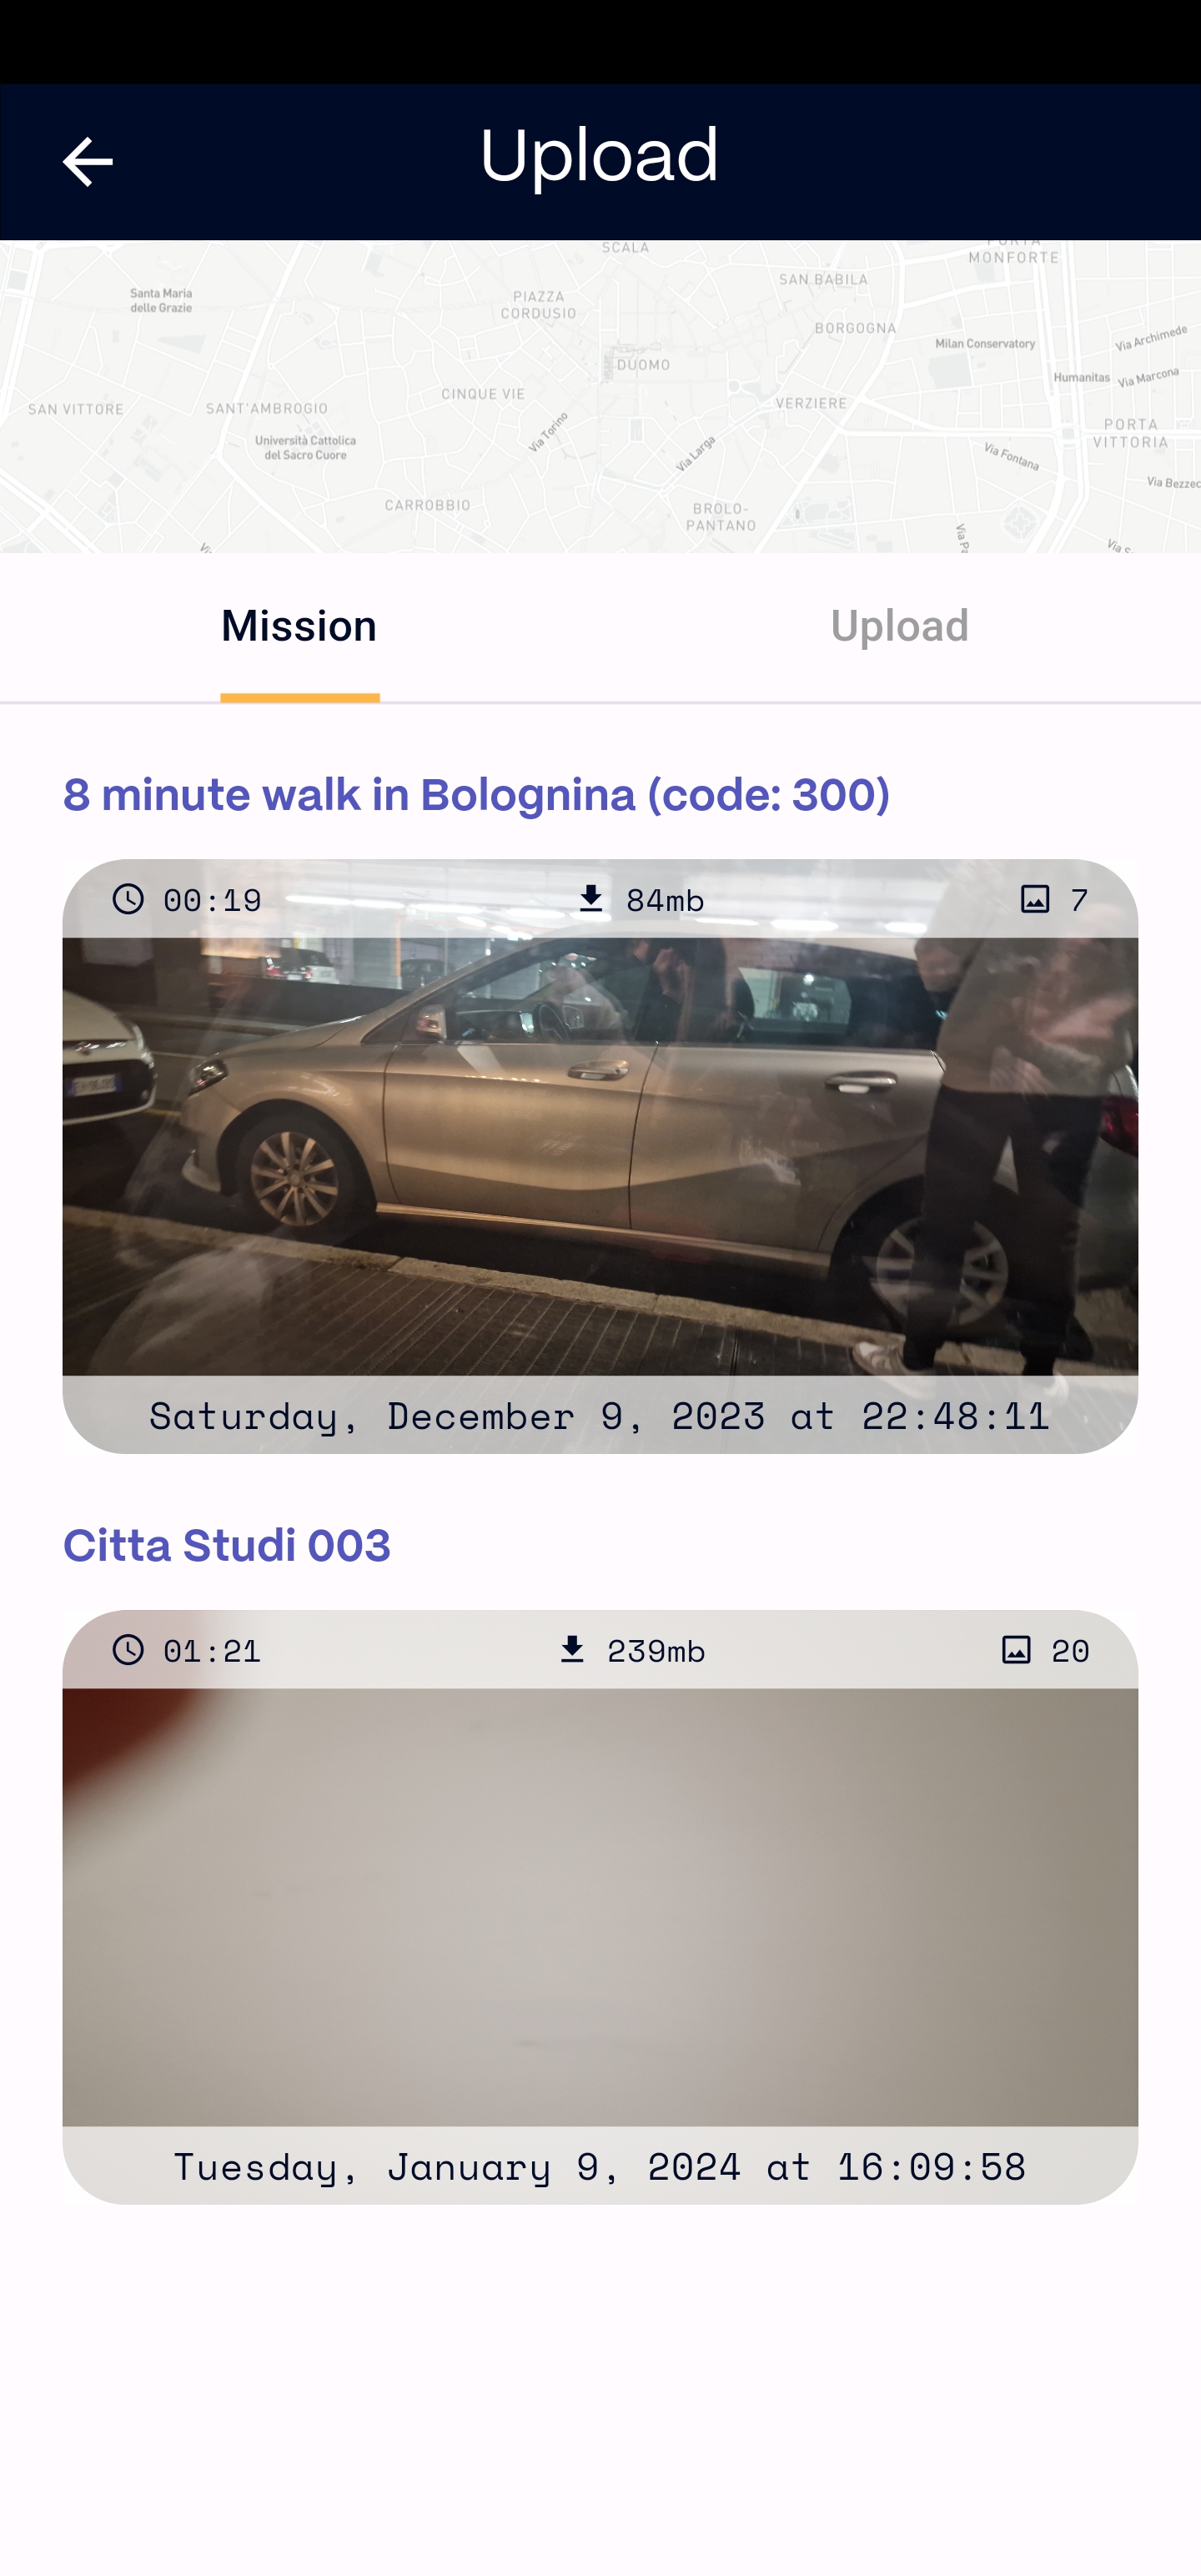 Upload
SCALA
PORTA
MONFORTE
SAN BABILA
Santa Maria
delle Grazie
PIAZZA
CORDUSIO
BORGOGNA
Milan Conservatory
Via Archimede
DUOMO
Humanitas
Via Marcona
CINQUE VIE
SAN VITTORE
SANT'AMBROGIO
VERZIERE
Università Cattolica
del Sacro Cuore
Via Torino
Via Larga
PORTA
VITTORIA
Via Fontana
Via Bezzec
CARROBBIO
BROLO-
PANTANO
Mission
Upload
8 minute walk in Bolognina (code: 300)
00:19
84mb
7
Saturday, December 9, 2023 at 22:48:11
Citta Studi 003
01:21
239mb
20
Tuesday, January 9, 2024 at 16:09:58